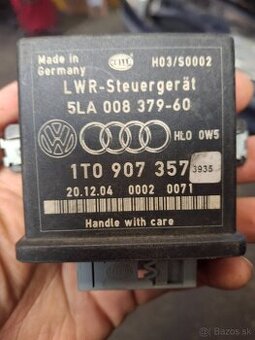 Made in
Germany
HELLA
H03/S0002
LWR-Steuergerät
5LA 008 379-60
HLO 0W5
1T0 907 357
3935
20.12.04 0002 0071
Handle with care
bazos.sk